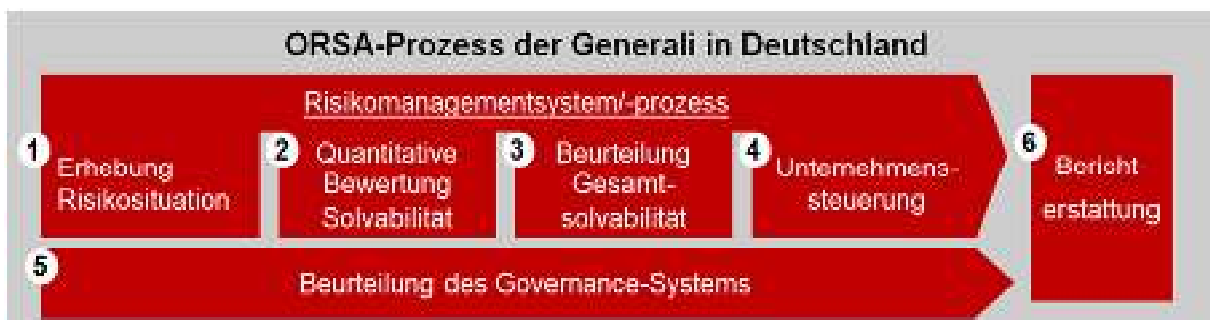 ORSA-Prozess der Generali in Deutschland
Risikomanagementsystem/-prozess
1
Erhebung
Risikosituation
2
Quantitative
Bewertung
Solvabilität
3
Beurteilung
Gesamt-
solvabilität
4
Unternehmens-
steuerung
5
Beurteilung des Governance-Systems
6
Bericht
erstattung